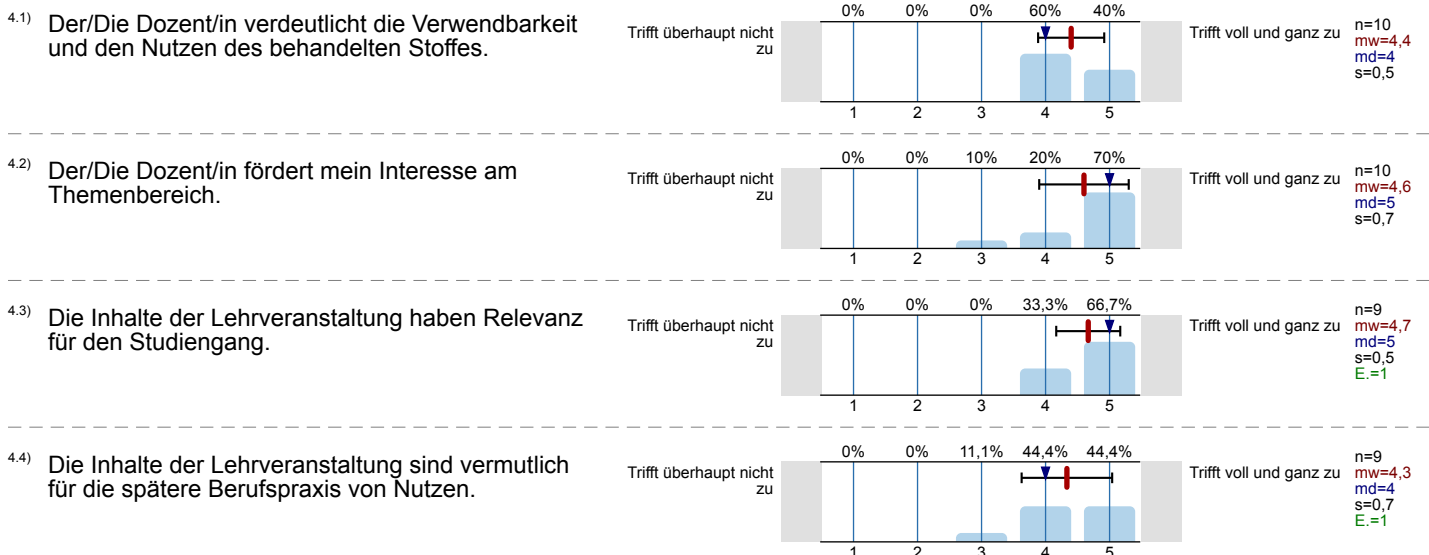 4.1) Der/Die Dozent/in verdeutlicht die Verwendbarkeit
und den Nutzen des behandelten Stoffes.
Trifft überhaupt nicht
zu
0% 0% 0% 60% 40%
1 2 3 4 5
Trifft voll und ganz zu
n=10
mw=4,4
md=4
s=0,5
4.2) Der/Die Dozent/in fördert mein Interesse am
Themenbereich.
Trifft überhaupt nicht
zu
0% 0% 10% 20% 70%
1 2 3 4 5
Trifft voll und ganz zu
n=10
mw=4,6
md=5
s=0,7
4.3) Die Inhalte der Lehrveranstaltung haben Relevanz
für den Studiengang.
Trifft überhaupt nicht
zu
0% 0% 0% 33,3% 66,7%
1 2 3 4 5
Trifft voll und ganz zu
n=9
mw=4,7
md=5
s=0,5
E.=1
4.4) Die Inhalte der Lehrveranstaltung sind vermutlich
für die spätere Berufspraxis von Nutzen.
Trifft überhaupt nicht
zu
0% 0% 11,1% 44,4% 44,4%
1 2 3 4 5
Trifft voll und ganz zu
n=9
mw=4,3
md=4
s=0,7
E.=1